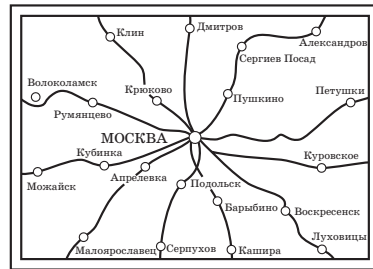 Клин
Дмитров
Александров
Сергиев Посад
Волоколамск
Крюково
Пушкино
Петушки
Румянцево
МОСКВА
Кубинка
Куровское
Можайск
Апрелевка
Подольск
Барыбино
Воскресенск
Малоярославец
Серпухов
Кашира
Луховицы